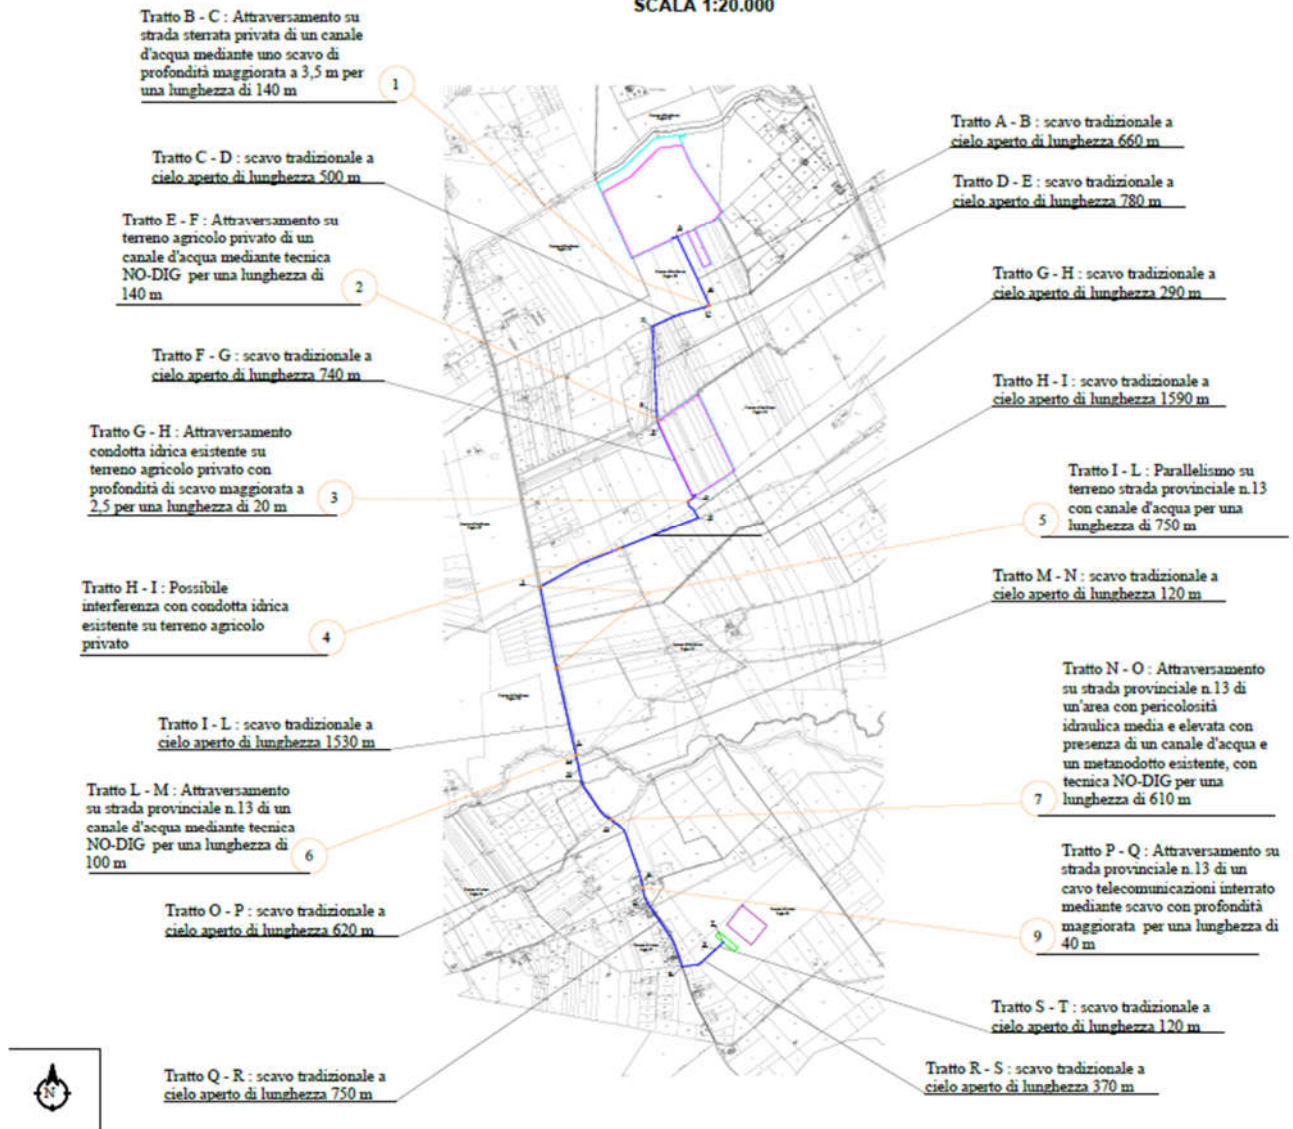 SCALA 1:20.000
Tratto B - C : Attraversamento su
strada sterrata privata di un canale
d'acqua mediante uno scavo di
profondità maggiorata a 3,5 m per
una lunghezza di 140 m
1
Tratto C - D : scavo tradizionale a
cielo aperto di lunghezza 500 m
Tratto E - F : Attraversamento su
terreno agricolo privato di un
canale d'acqua mediante tecnica
NO-DIG per una lunghezza di
140 m
2
Tratto F - G : scavo tradizionale a
cielo aperto di lunghezza 740 m
Tratto G - H : Attraversamento
condotta idrica esistente su
terreno agricolo privato con
profondità di scavo maggiorata a
2,5 per una lunghezza di 20 m
3
Tratto H - I : Possibile
interferenza con condotta idrica
esistente su terreno agricolo
privato
4
Tratto I - L : scavo tradizionale a
cielo aperto di lunghezza 1530 m
Tratto L - M : Attraversamento
su strada provinciale n.13 di un
canale d'acqua mediante tecnica
NO-DIG per una lunghezza di
100 m
6
Tratto O - P : scavo tradizionale a
cielo aperto di lunghezza 620 m
Tratto Q - R : scavo tradizionale a
cielo aperto di lunghezza 750 m
N
Tratto A - B : scavo tradizionale a
cielo aperto di lunghezza 660 m
Tratto D - E : scavo tradizionale a
cielo aperto di lunghezza 780 m
Tratto G - H : scavo tradizionale a
cielo aperto di lunghezza 290 m
Tratto H - I : scavo tradizionale a
cielo aperto di lunghezza 1590 m
Tratto I - L : Parallelismo su
terreno strada provinciale n.13
con canale d'acqua per una
lunghezza di 750 m
5
Tratto M - N : scavo tradizionale a
cielo aperto di lunghezza 120 m
Tratto N - O : Attraversamento
su strada provinciale n.13 di
un'area con pericolosità
idraulica media e elevata con
presenza di un canale d'acqua e
un metanodotto esistente, con
tecnica NO-DIG per una
lunghezza di 610 m
7
Tratto P - Q : Attraversamento su
strada provinciale n.13 di un
cavo telecomunicazioni interrato
mediante scavo con profondità
maggiorata per una lunghezza di
40 m
9
Tratto S - T : scavo tradizionale a
cielo aperto di lunghezza 120 m
Tratto R - S : scavo tradizionale a
cielo aperto di lunghezza 370 m